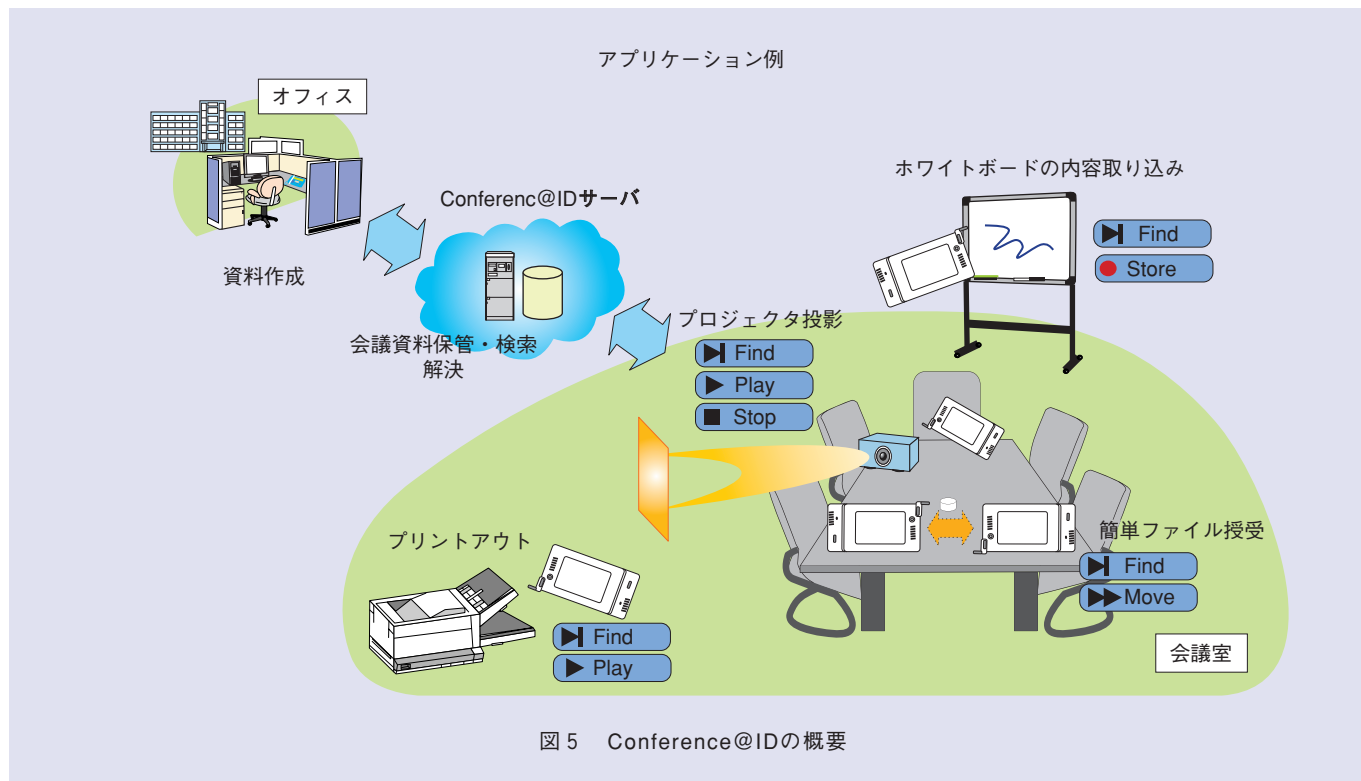 アプリケーション例
オフィス
資料作成
Conferenc@IDサーバ
会議資料保管・検索
解決
ホワイトボードの内容取り込み
Find
Store
プロジェクタ投影
Find
Play
Stop
簡単ファイル授受
Find
Move
プリントアウト
Find
Play
会議室
図5 Conference@IDの概要